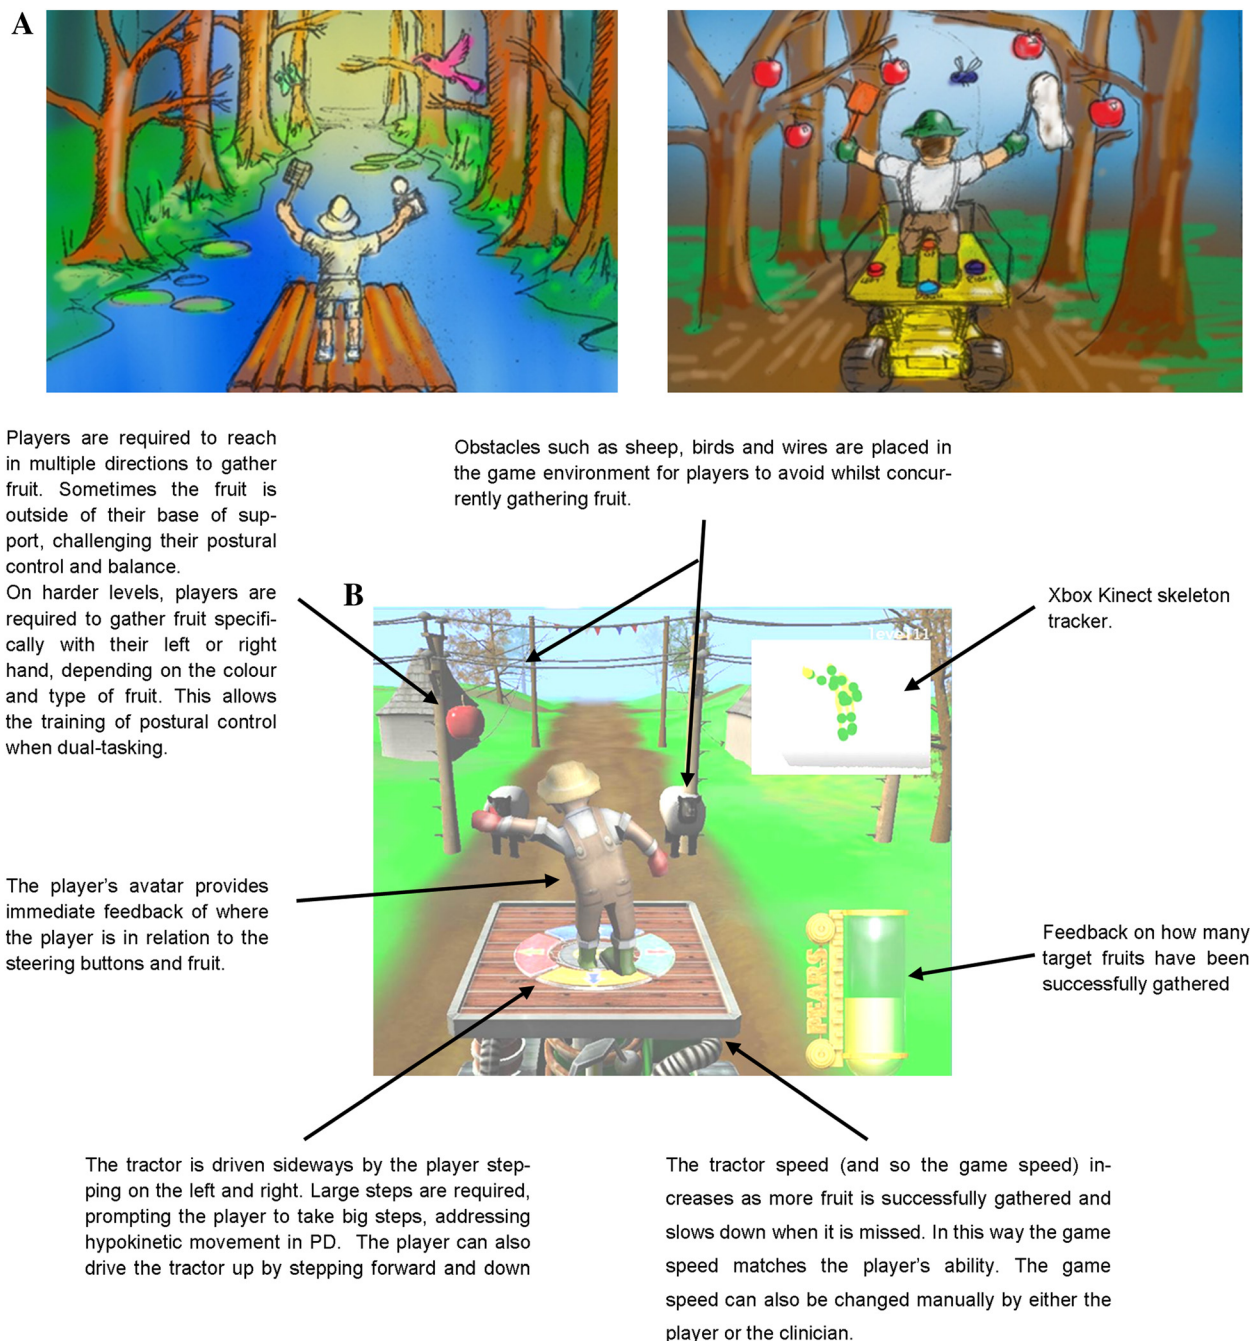 A
Players are required to reach
in multiple directions to gather
fruit. Sometimes the fruit is
outside of their base of sup-
port, challenging their postural
control and balance.
On harder levels, players are
required to gather fruit specifi-
cally with their left or right
hand, depending on the colour
and type of fruit. This allows
the training of postural control
when dual-tasking.
Obstacles such as sheep, birds and wires are placed in
the game environment for players to avoid whilst concur-
rently gathering fruit.
B
Xbox Kinect skeleton
tracker.
level11
The player’s avatar provides
immediate feedback of where
the player is in relation to the
steering buttons and fruit.
PEARS
Feedback on how many
target fruits have been
successfully gathered
The tractor is driven sideways by the player step-
ping on the left and right. Large steps are required,
prompting the player to take big steps, addressing
hypokinetic movement in PD. The player can also
drive the tractor up by stepping forward and down
The tractor speed (and so the game speed) in-
creases as more fruit is successfully gathered and
slows down when it is missed. In this way the game
speed matches the player’s ability. The game
speed can also be changed manually by either the
player or the clinician.